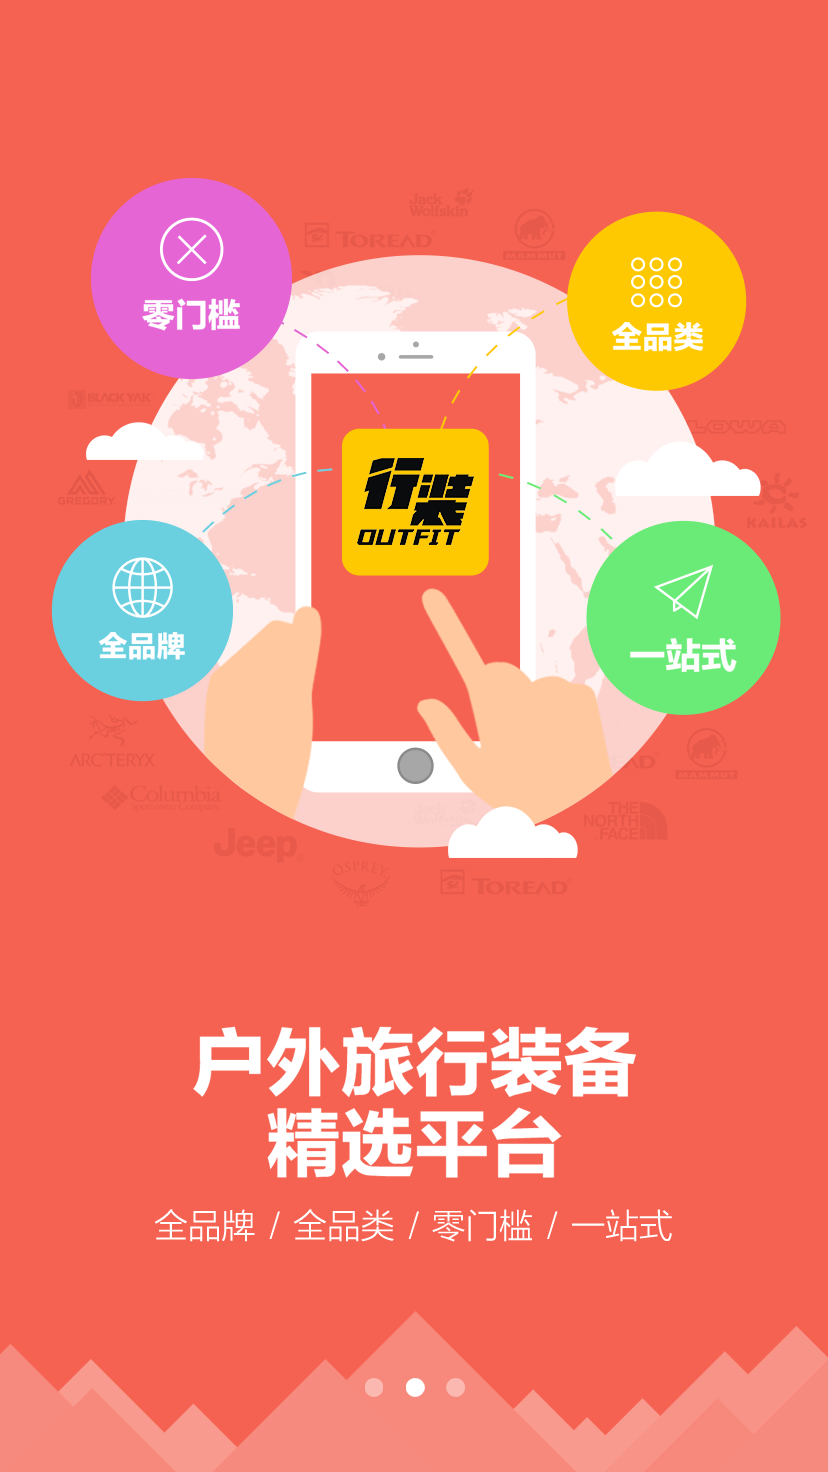 Jack
Wolfskin
TOREAD
MAMMUT
零门槛
全品类
BLACK YAK
LOWA
GREGORY
KAILAS
行装
OUTFIT
全品牌
一站式
ARC'TERYX
MAMMUT
Columbia
Sportswear Company
THE
NORTH
FACE
Jeep
OSPREY
TOREAD
户外旅行装备
精选平台
全品牌 / 全品类 / 零门槛 / 一站式